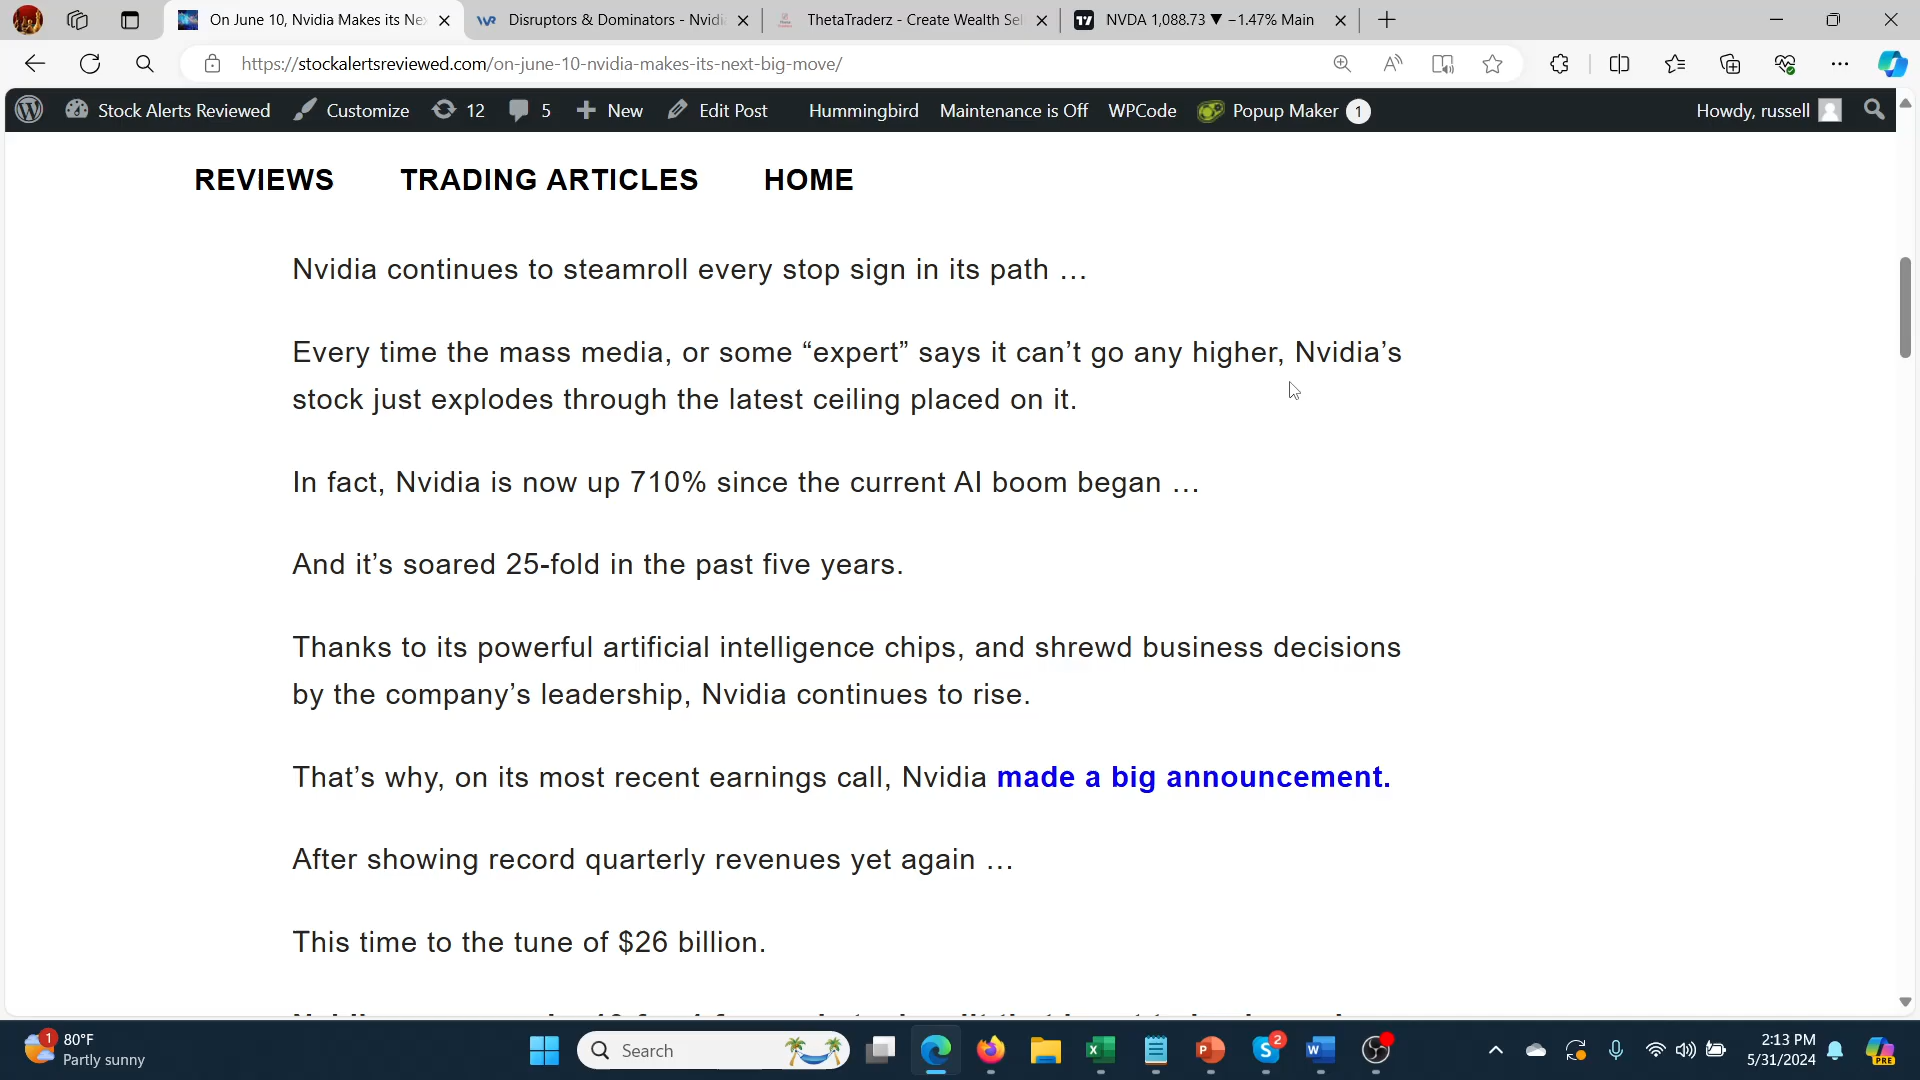 On June 10, Nvidia Makes its Ne
Disruptors & Dominators - Nvidi
ThetaTraderz - Create Wealth Sel
NVDA 1,088.73 ▼ −1.47% Main
https://stockalertsreviewed.com/on-june-10-nvidia-makes-its-next-big-move/
Stock Alerts Reviewed Customize 12 5 New Edit Post Hummingbird Maintenance is Off WPCode Popup Maker 1 Howdy, russell
REVIEWS TRADING ARTICLES HOME
Nvidia continues to steamroll every stop sign in its path …
Every time the mass media, or some “expert” says it can’t go any higher, Nvidia’s
stock just explodes through the latest ceiling placed on it.
In fact, Nvidia is now up 710% since the current AI boom began …
And it’s soared 25-fold in the past five years.
Thanks to its powerful artificial intelligence chips, and shrewd business decisions
by the company’s leadership, Nvidia continues to rise.
That’s why, on its most recent earnings call, Nvidia made a big announcement.
After showing record quarterly revenues yet again …
This time to the tune of $26 billion.
1 80°F
Partly sunny
Search
2
2:13 PM
5/31/2024
PRE